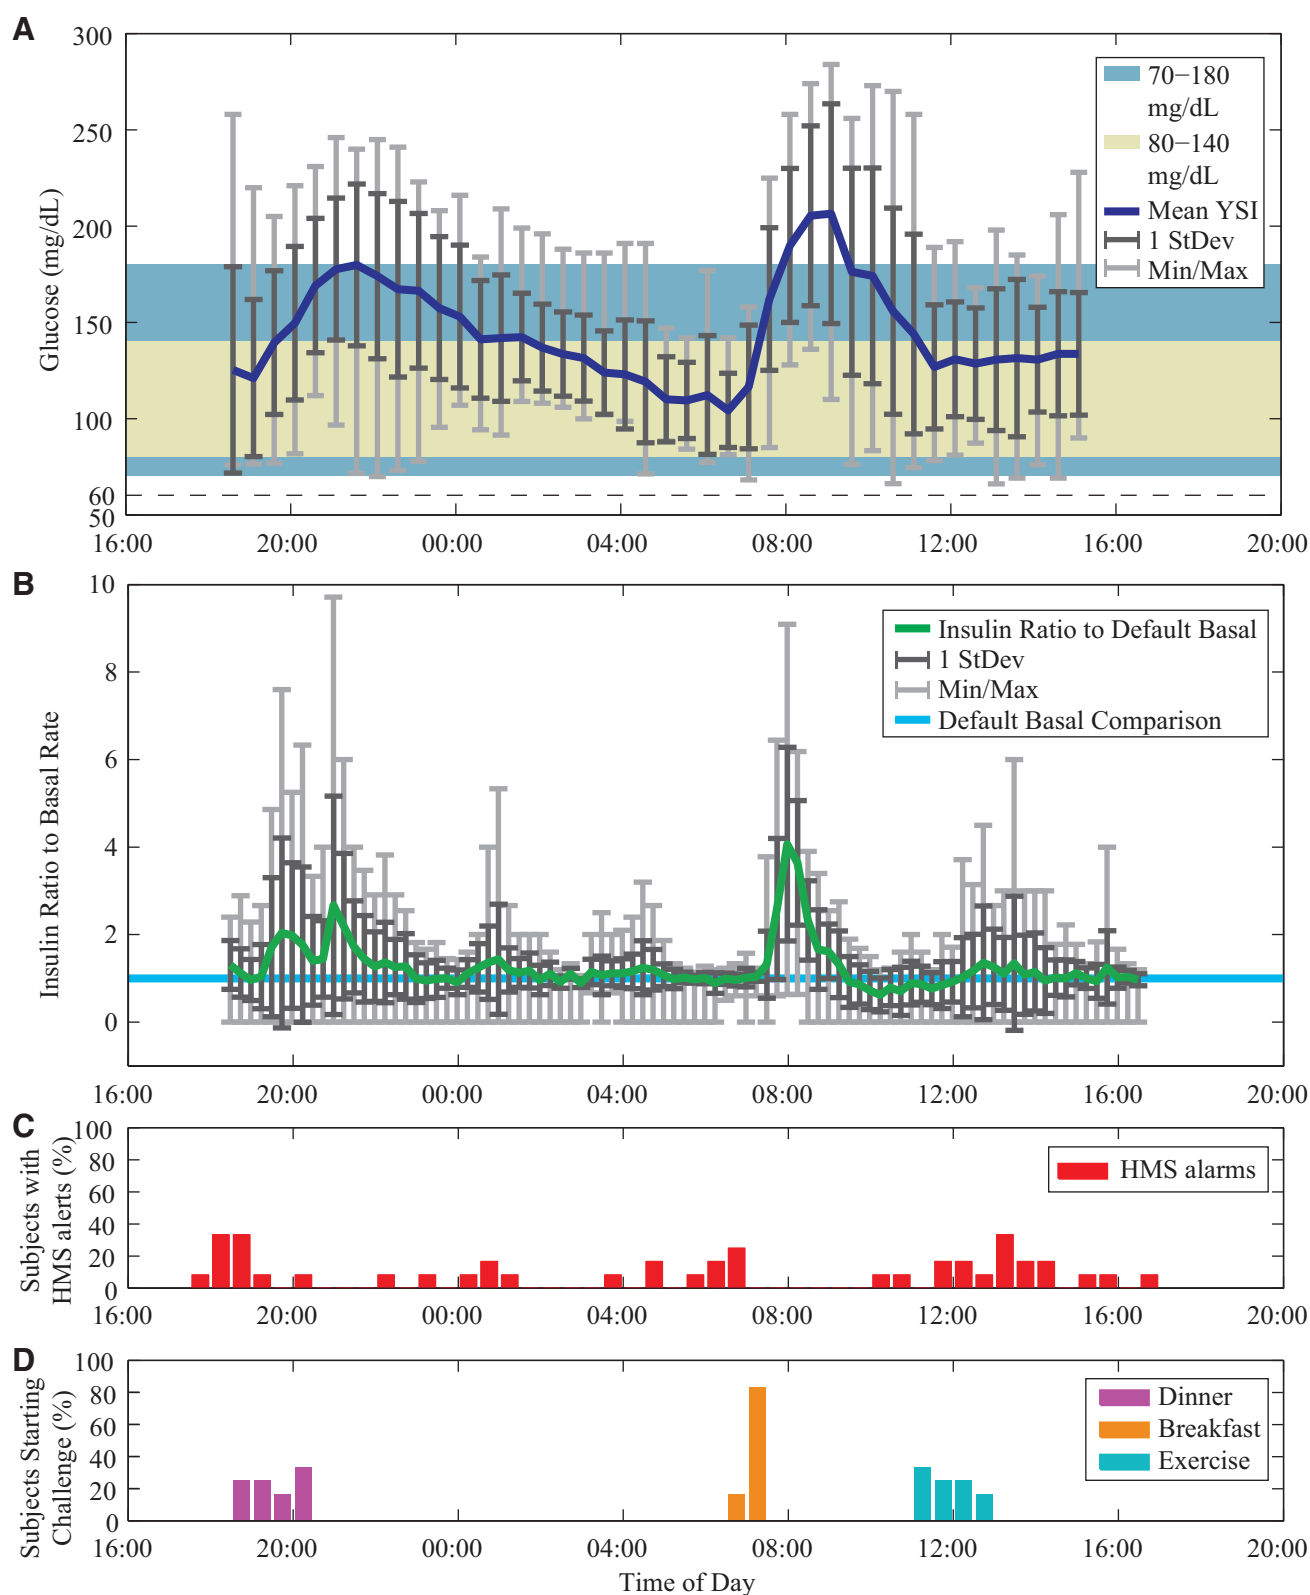 A
300
250
200
150
100
60
50
Glucose (mg/dL)
70−180
mg/dL
80−140
mg/dL
Mean YSI
1 StDev
Min/Max
16:00 20:00 00:00 04:00 08:00 12:00 16:00 20:00
B
10
8
6
4
2
0
Insulin Ratio to Basal Rate
Insulin Ratio to Default Basal
1 StDev
Min/Max
Default Basal Comparison
16:00 20:00 00:00 04:00 08:00 12:00 16:00 20:00
C
100
80
60
40
20
0
Subjects with
HMS alerts (%)
HMS alarms
16:00 20:00 00:00 04:00 08:00 12:00 16:00 20:00
D
100
80
60
40
20
0
Subjects Starting
Challenge (%)
Dinner
Breakfast
Exercise
16:00 20:00 00:00 04:00 08:00 12:00 16:00 20:00
Time of Day